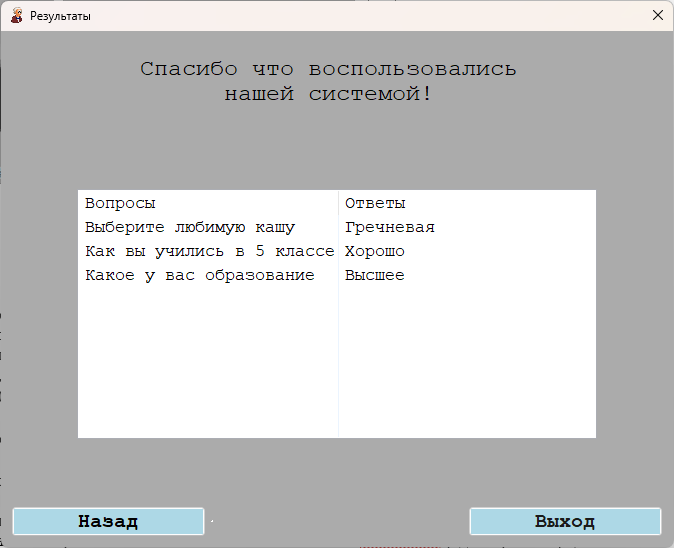 Результаты
Спасибо что воспользовались
нашей системой!
Вопросы Ответы
Выберите любимую кашу Гречневая
Как вы учились в 5 классе Хорошо
Какое у вас образование Высшее
Назад Выход